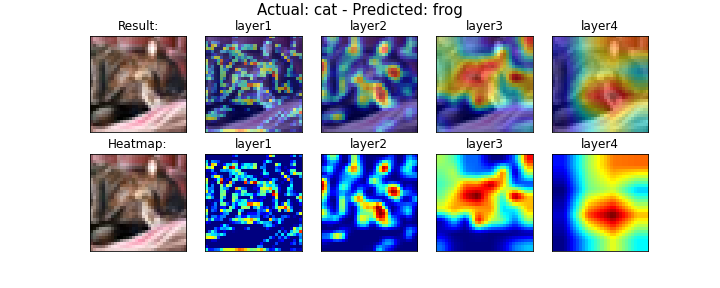 Actual: cat - Predicted: frog
Result: layer1 layer2 layer3 layer4
Heatmap: layer1 layer2 layer3 layer4